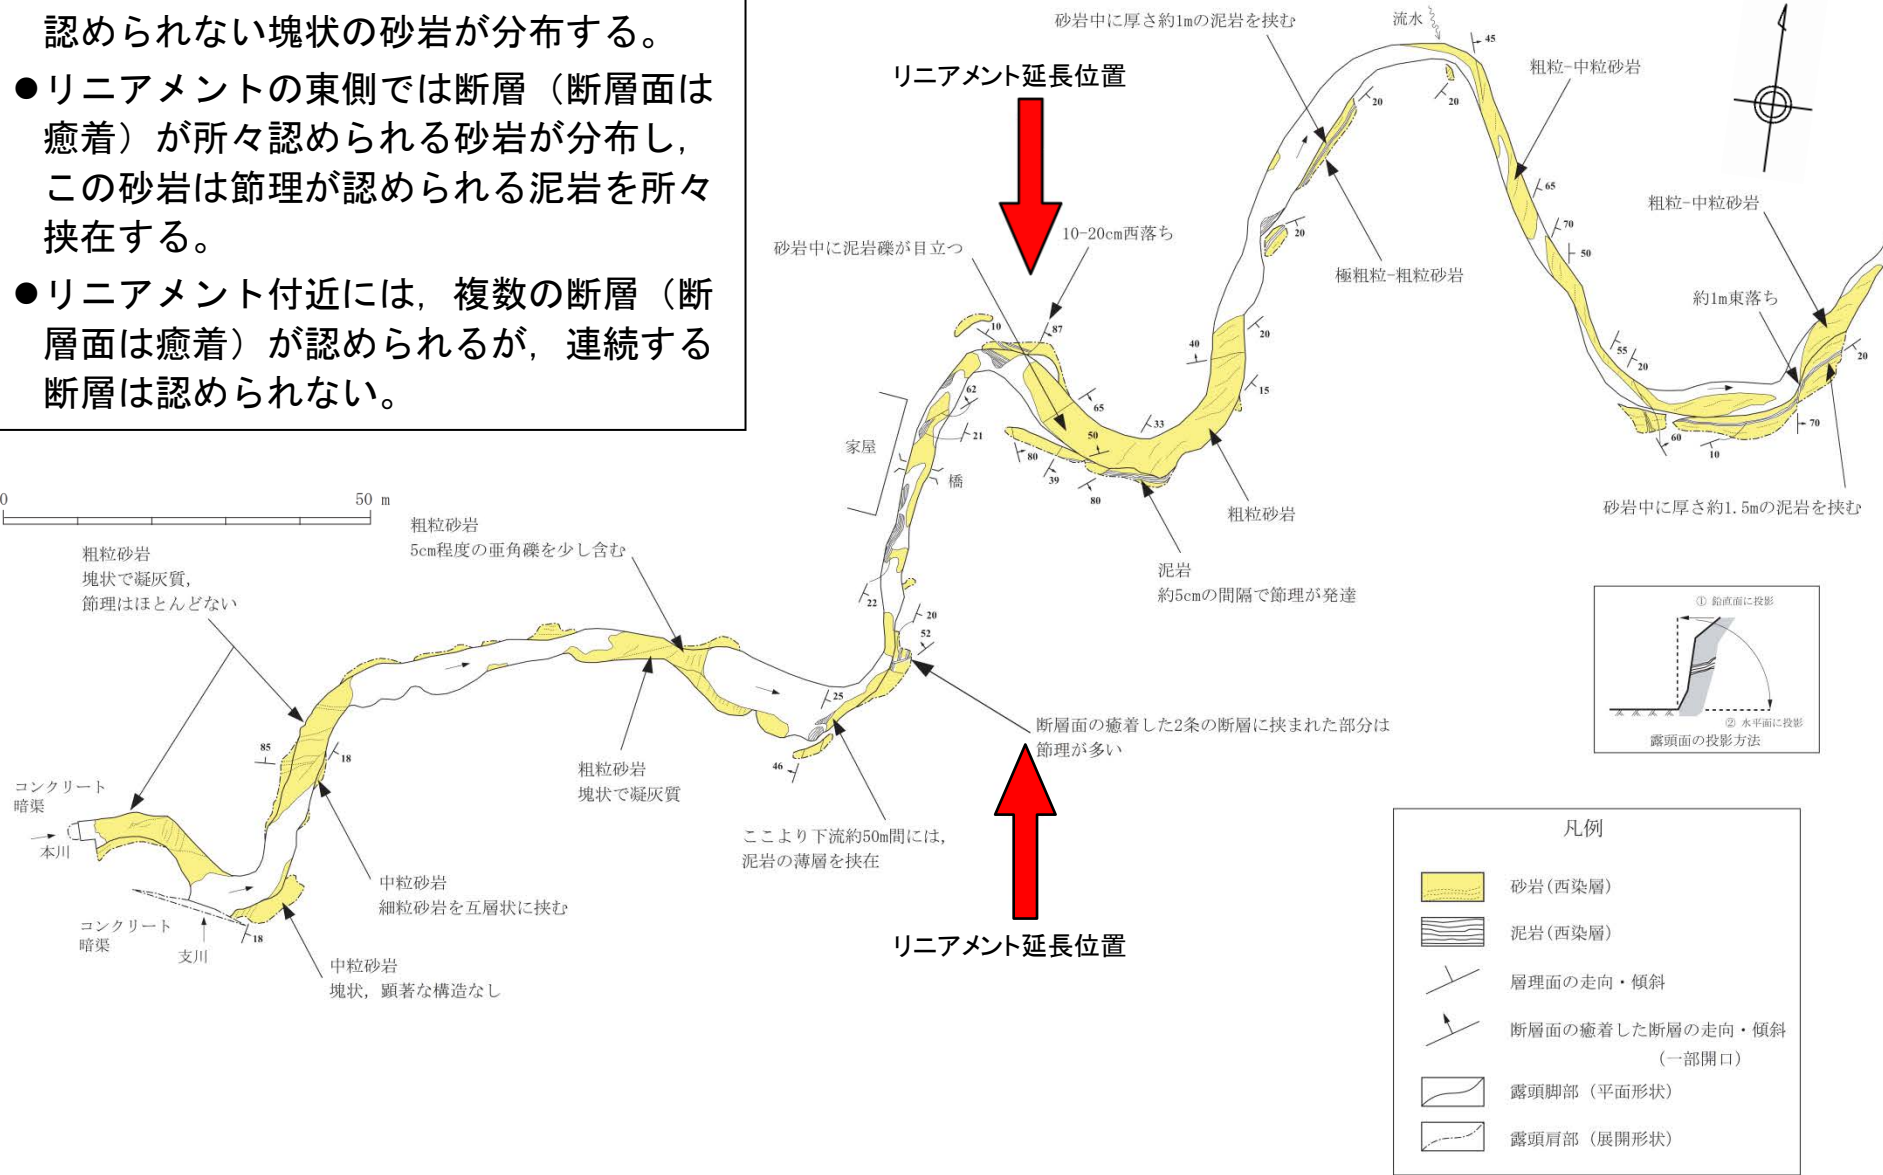 認められない塊状の砂岩が分布する。
●リニアメントの東側では断層（断層面は
癒着）が所々認められる砂岩が分布し，
この砂岩は節理が認められる泥岩を所々
挟在する。
●リニアメント付近には，複数の断層（断
層面は癒着）が認められるが，連続する
断層は認められない。
砂岩中に厚さ約1mの泥岩を挟む
流水
45
粗粒-中粒砂岩
リニアメント延長位置
20
20
65
粗粒-中粒砂岩
70
50
20
10-20cm西落ち
砂岩中に泥岩礫が目立つ
極粗粒-粗粒砂岩
約1m東落ち
10
87
20
40
55
20
20
62
15
65
33
21
50
家屋
80
60
70
橋
39
10
80
0
50 m
粗粒砂岩
砂岩中に厚さ約1.5mの泥岩を挟む
粗粒砂岩
5cm程度の亜角礫を少し含む
粗粒砂岩
塊状で凝灰質，
節理はほとんどない
泥岩
約5cmの間隔で節理が発達
22
20
52
① 鉛直面に投影
② 水平面に投影
露頭面の投影方法
25
断層面の癒着した2条の断層に挟まれた部分は
節理が多い
85
18
46
粗粒砂岩
塊状で凝灰質
コンクリート
暗渠
本川
ここより下流約50m間には，
泥岩の薄層を挟在
中粒砂岩
細粒砂岩を互層状に挟む
コンクリート
暗渠
支川
18
リニアメント延長位置
中粒砂岩
塊状，顕著な構造なし
凡例
砂岩(西染層)
泥岩(西染層)
層理面の走向・傾斜
断層面の癒着した断層の走向・傾斜
（一部開口）
露頭脚部（平面形状）
露頭肩部（展開形状）